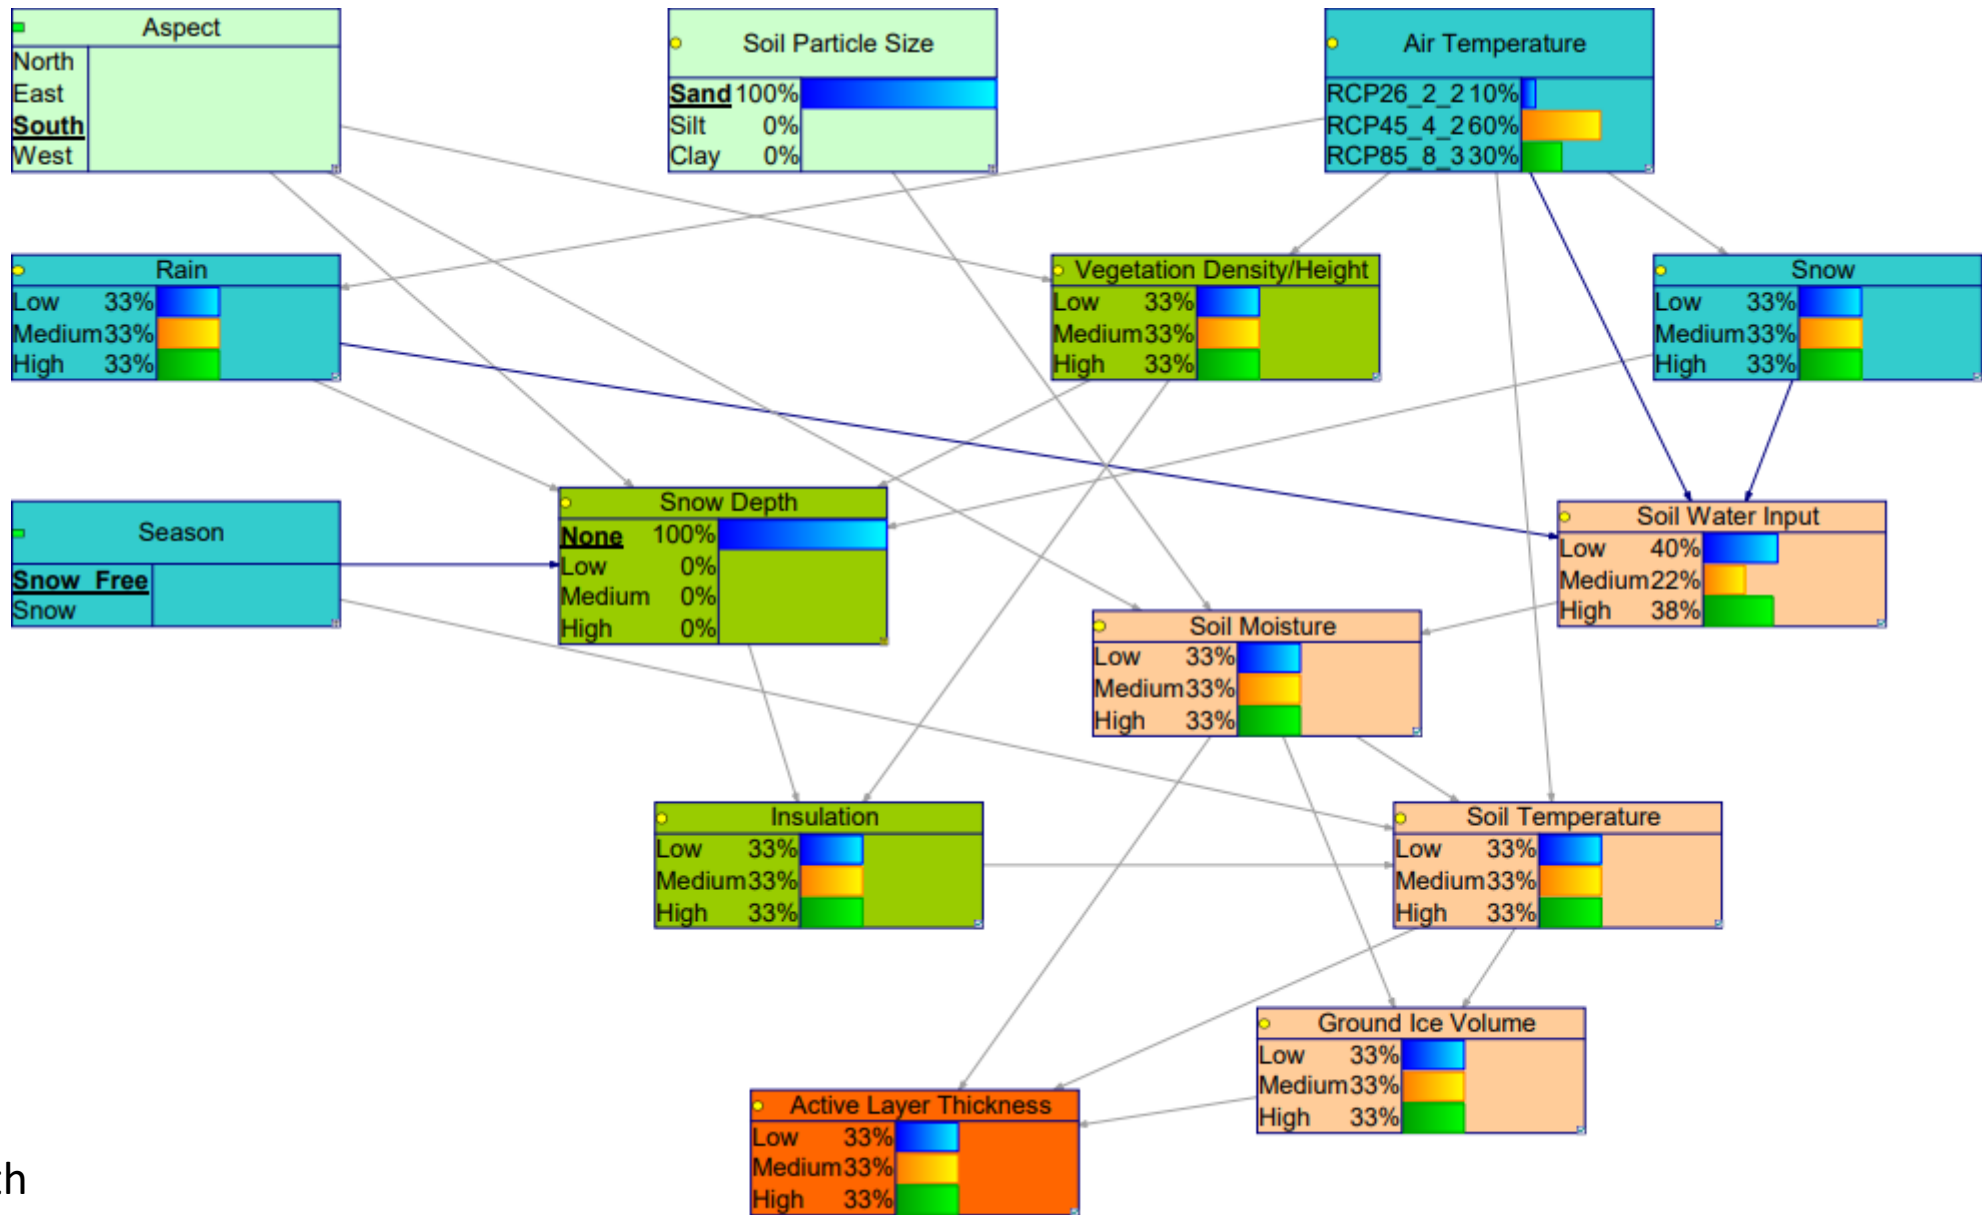 Aspect
North
East
South
West
Soil Particle Size
Sand 100%
Silt 0%
Clay 0%
Air Temperature
RCP26_2_2 10%
RCP45_4_2 60%
RCP85_8_3 30%
Rain
Low 33%
Medium 33%
High 33%
Vegetation Density/Height
Low 33%
Medium 33%
High 33%
Snow
Low 33%
Medium 33%
High 33%
Season
Snow_Free
Snow
Snow Depth
None 100%
Low 0%
Medium 0%
High 0%
Soil Water Input
Low 40%
Medium 22%
High 38%
Soil Moisture
Low 33%
Medium 33%
High 33%
Insulation
Low 33%
Medium 33%
High 33%
Soil Temperature
Low 33%
Medium 33%
High 33%
Ground Ice Volume
Low 33%
Medium 33%
High 33%
Active Layer Thickness
Low 33%
Medium 33%
High 33%